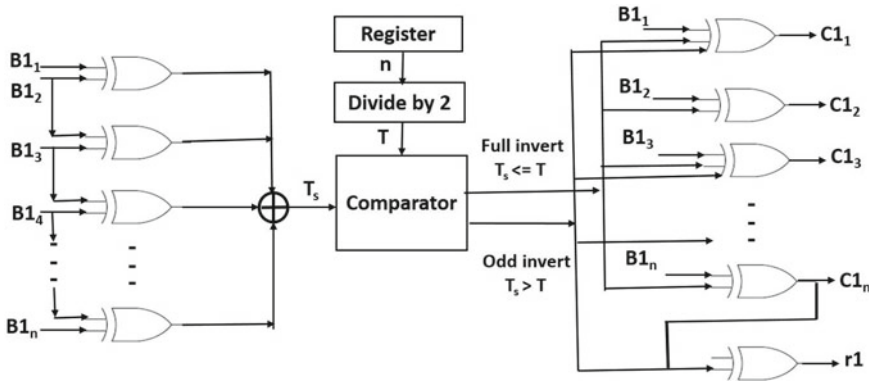 B1₁
B1₂
B1₃
B1₄
B1ₙ
Register
n
Divide by 2
T
Tₛ
Comparator
Full invert
Tₛ <= T
Odd invert
Tₛ > T
B1₁
C1₁
B1₂
C1₂
B1₃
C1₃
B1ₙ
C1ₙ
r1